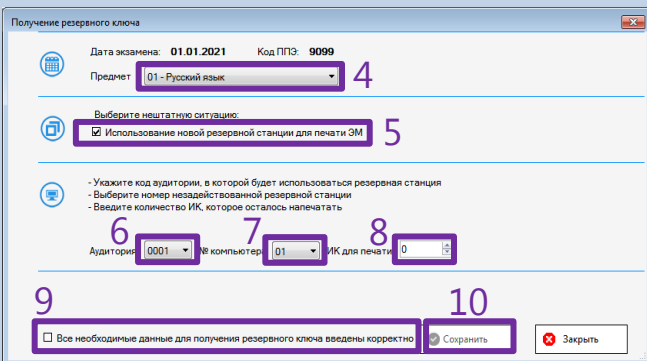 Получение резервного ключа
Дата экзамена: 01.01.2021 Код ППЭ: 9099
Предмет 01 - Русский язык 4
Выберите нештатную ситуацию:
Использование новой резервной станции для печати ЭМ 5
- Укажите код аудитории, в которой будет использоваться резервная станция
- Выберите номер незадействованной резервной станции
- Введите количество ИК, которое осталось напечатать
6 7 8
Аудитория 0001 № компьютера 01 ИК для печати 0
9 10
Все необходимые данные для получения резервного ключа введены корректно Сохранить Закрыть